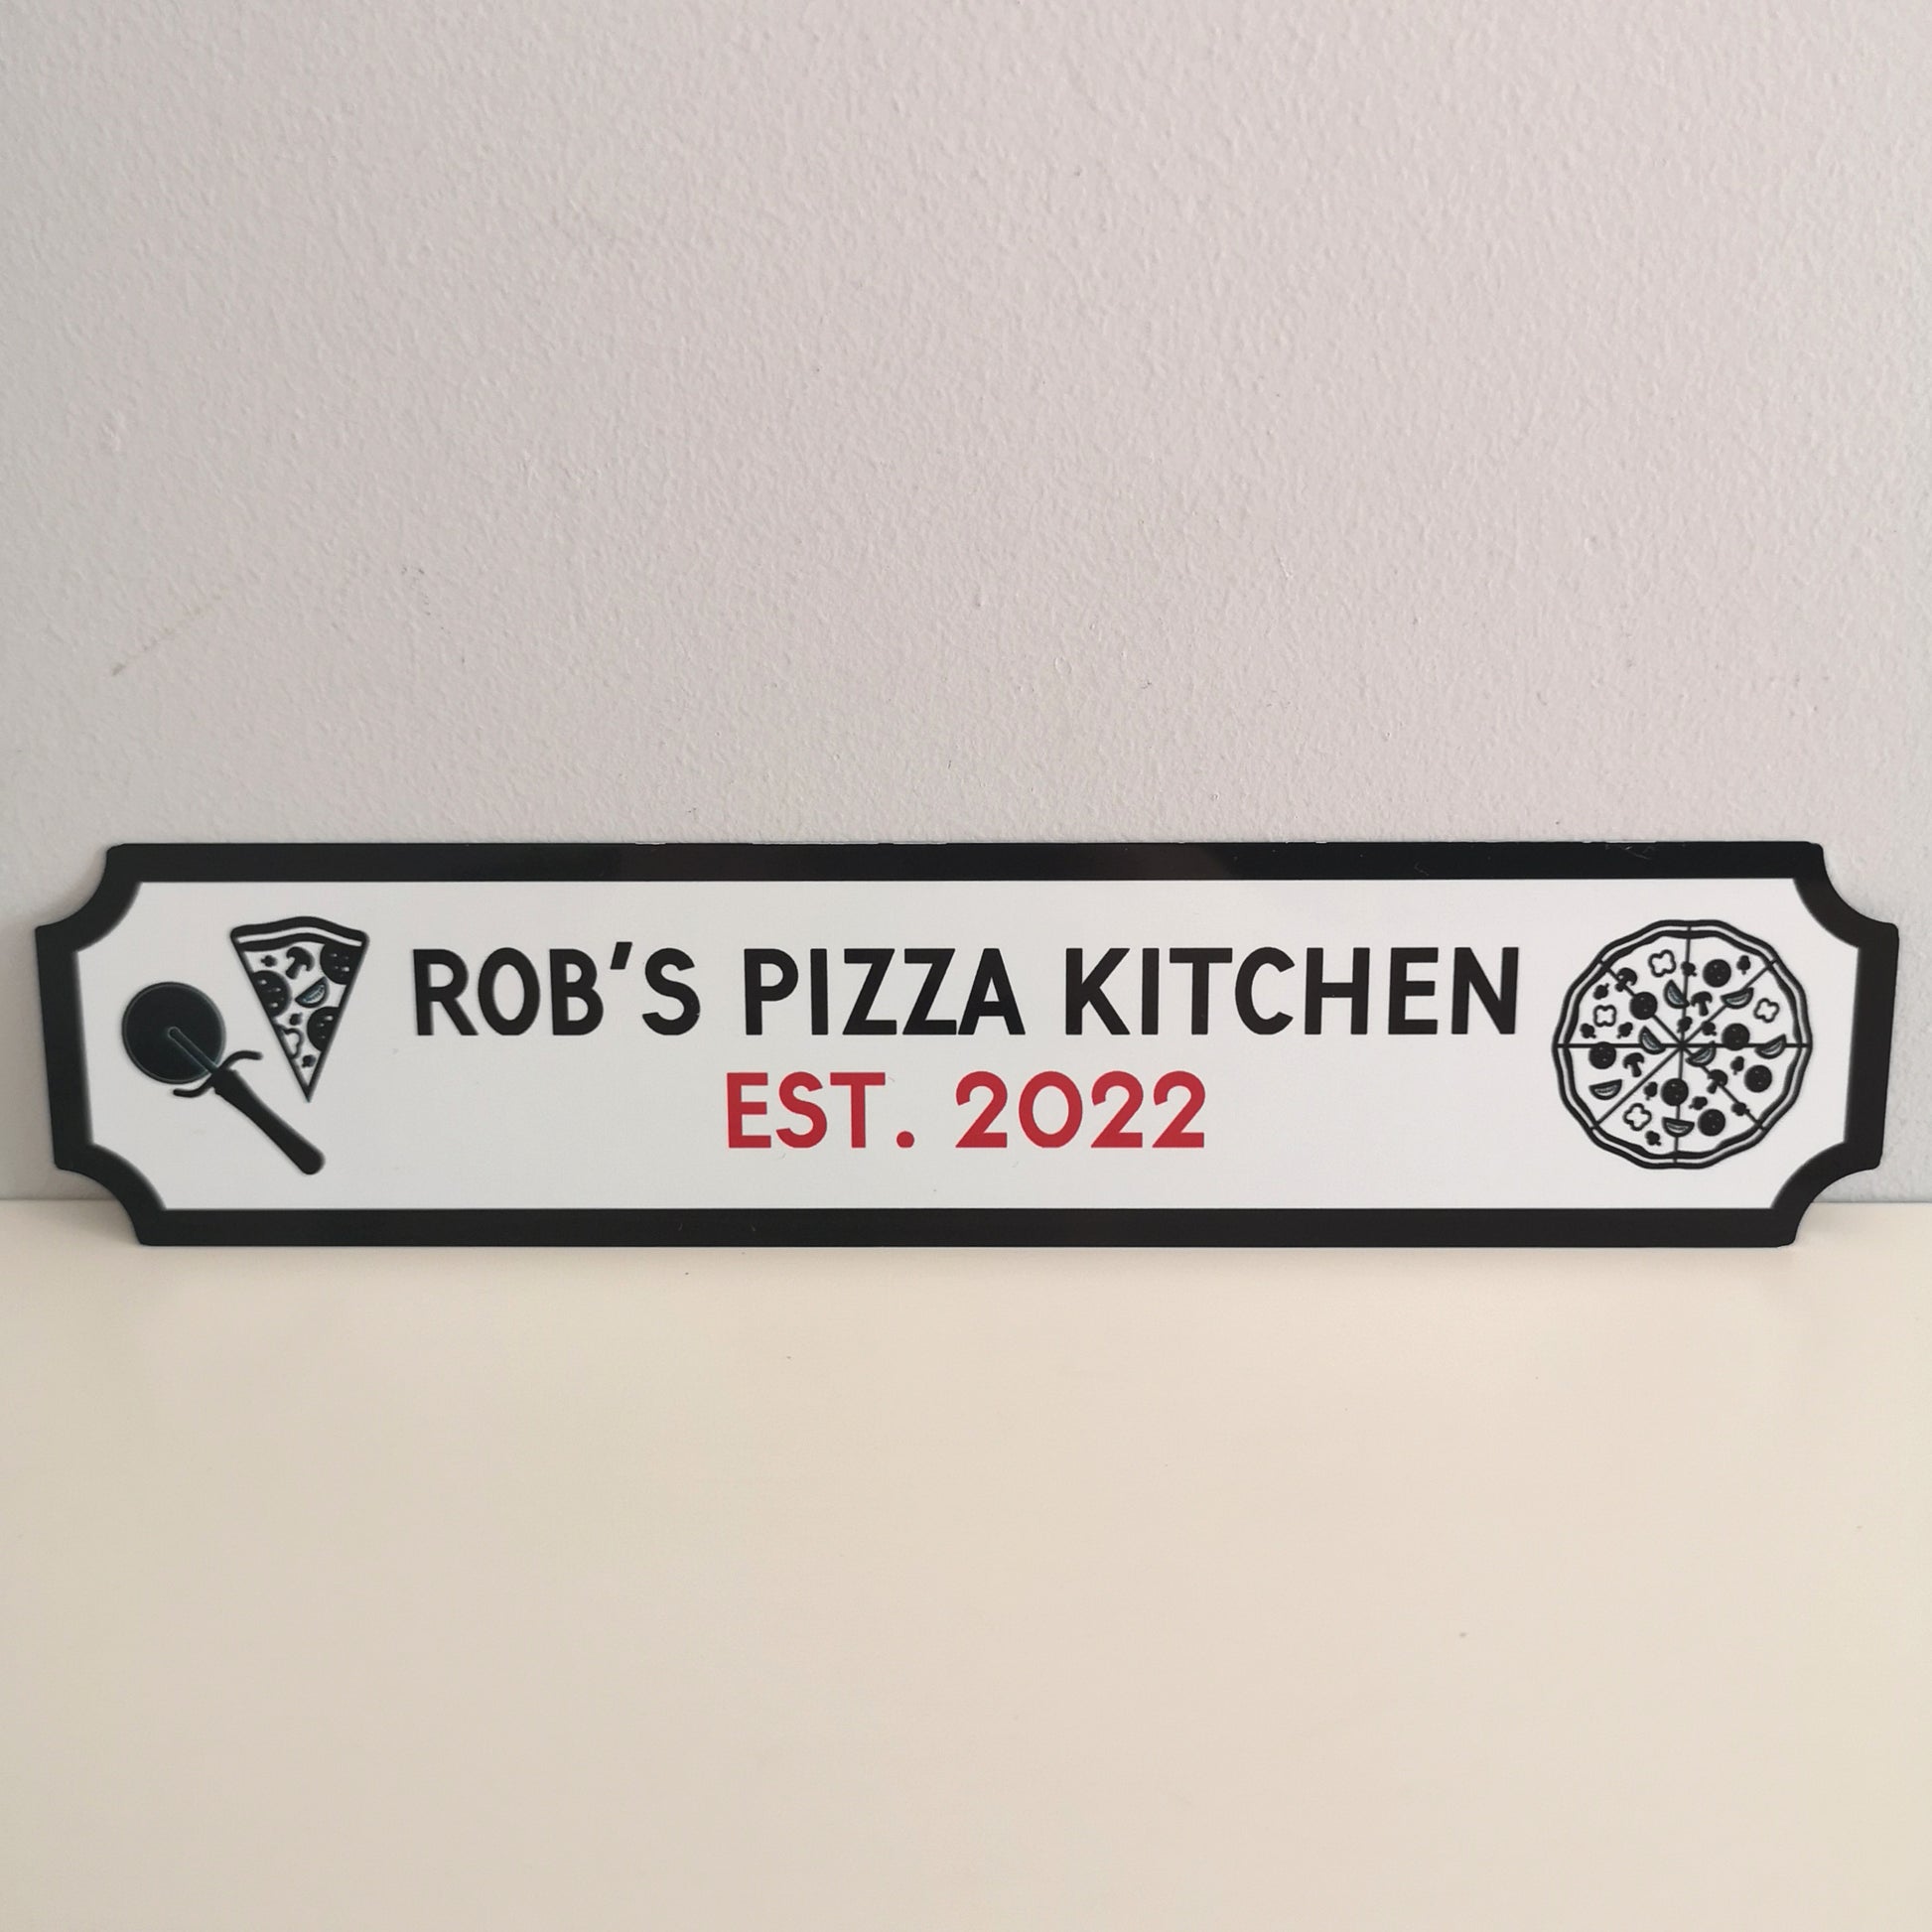 ROB'S PIZZA KITCHEN
EST. 2022